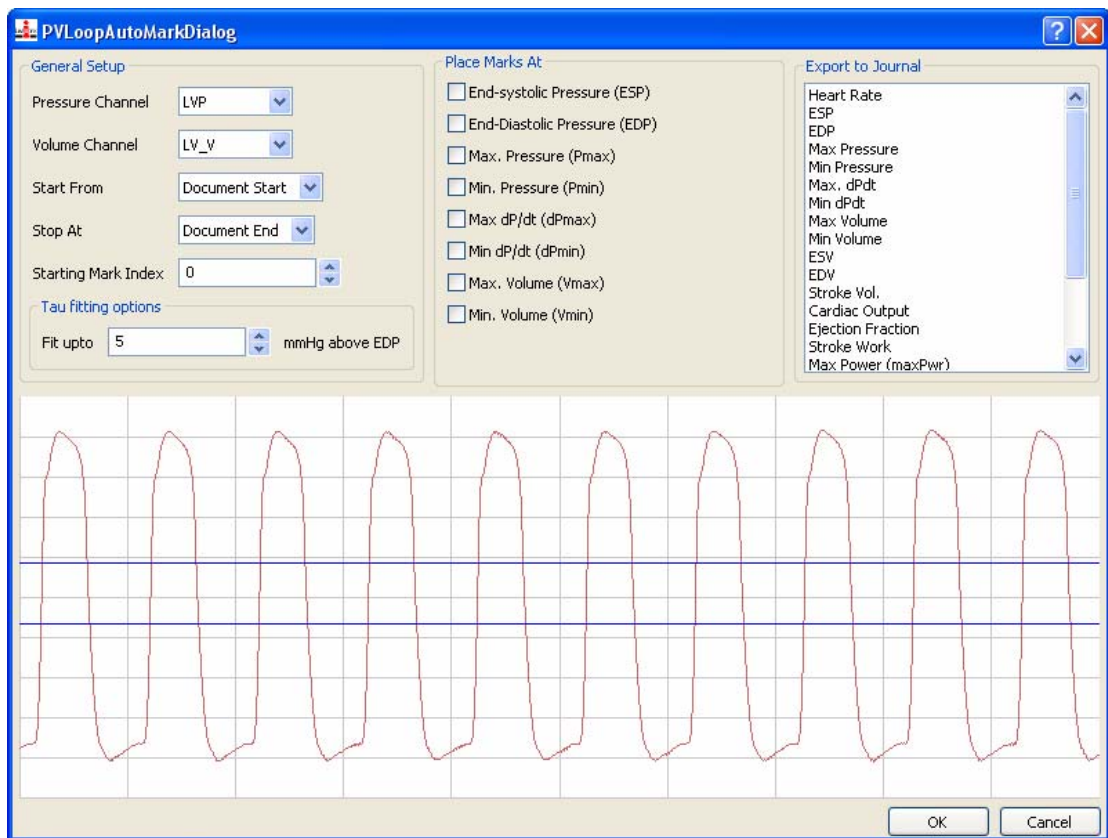 PVLoopAutoMarkDialog
General Setup
Pressure Channel LVP
Volume Channel LV_V
Start From Document Start
Stop At Document End
Starting Mark Index 0
Tau fitting options
Fit upto 5 mmHg above EDP
Place Marks At
End-systolic Pressure (ESP)
End-Diastolic Pressure (EDP)
Max. Pressure (Pmax)
Min. Pressure (Pmin)
Max dP/dt (dPmax)
Min dP/dt (dPmin)
Max. Volume (Vmax)
Min. Volume (Vmin)
Export to Journal
Heart Rate
ESP
EDP
Max Pressure
Min Pressure
Max. dPdt
Min dPdt
Max Volume
Min Volume
ESV
EDV
Stroke Vol.
Cardiac Output
Ejection Fraction
Stroke Work
Max Power (maxPwr)
OK Cancel